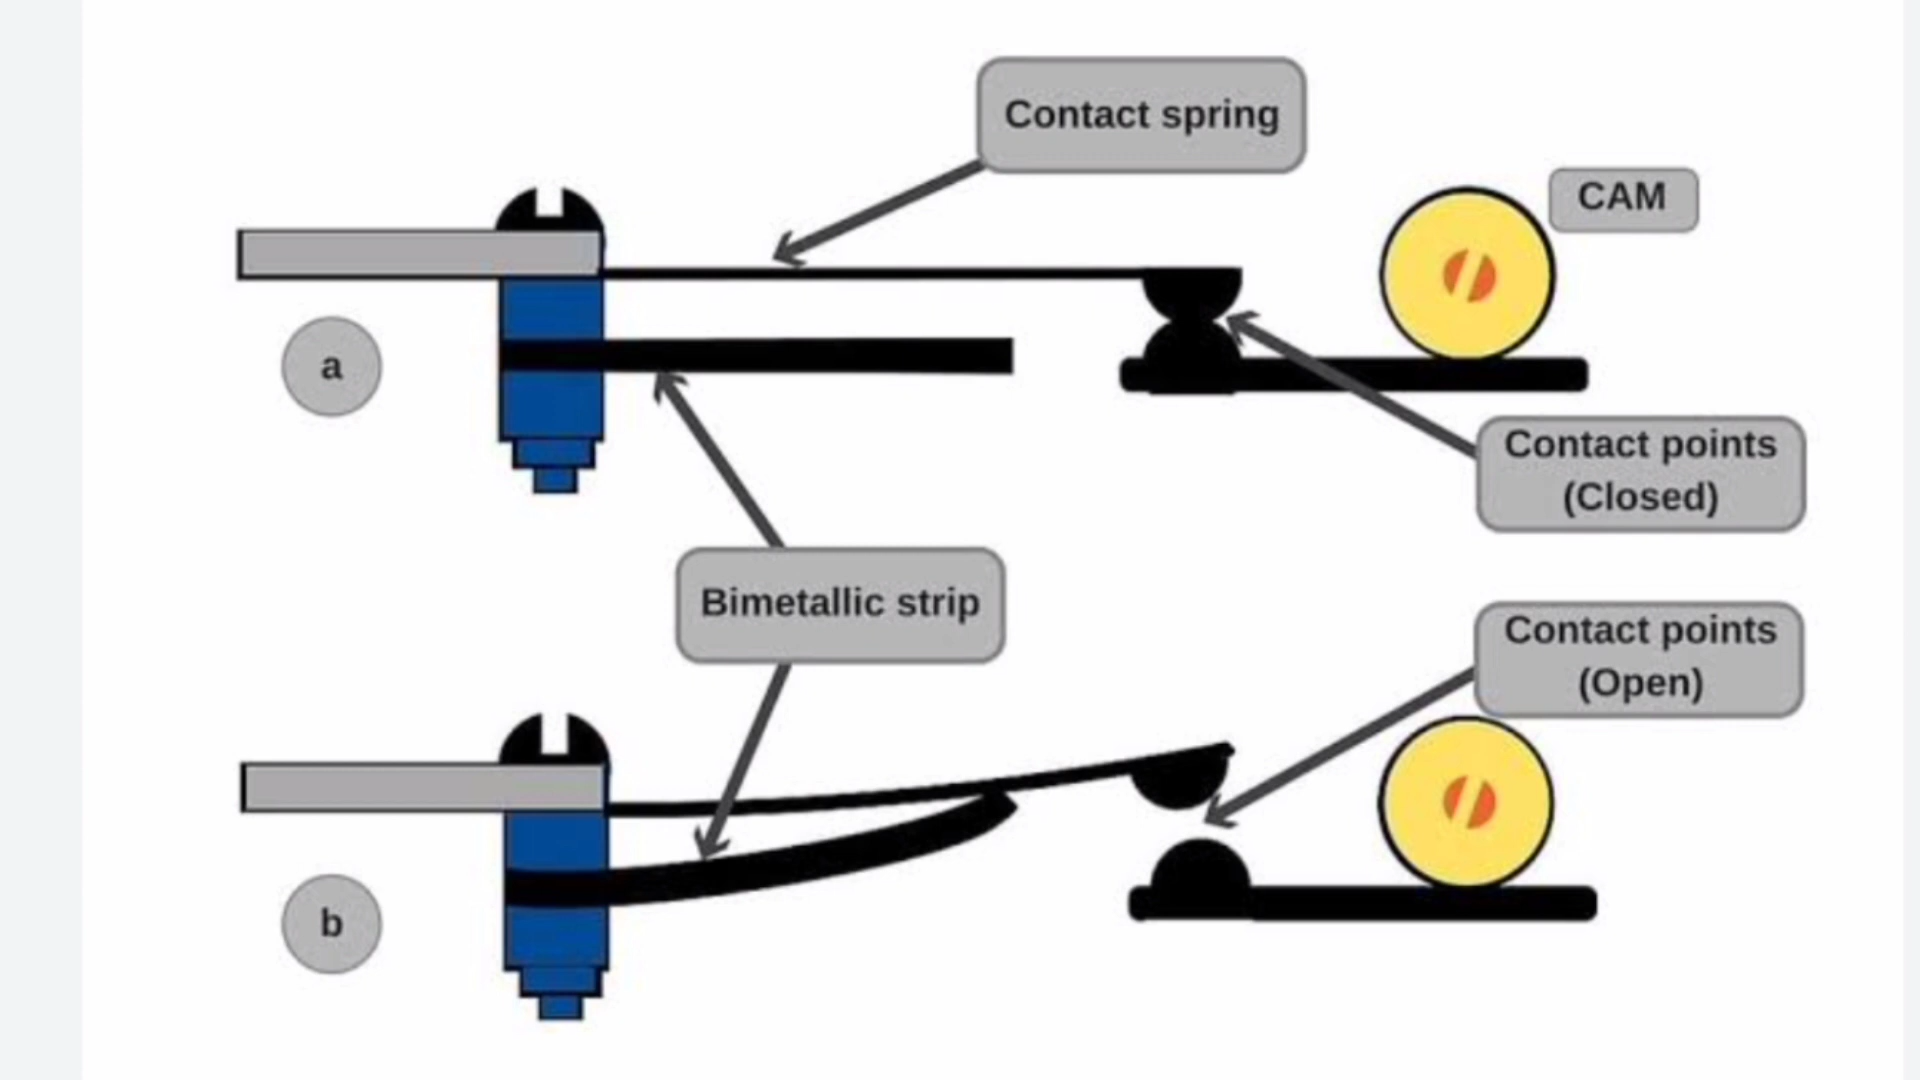 Contact spring
CAM
a
Contact points
(Closed)
Bimetallic strip
Contact points
(Open)
b